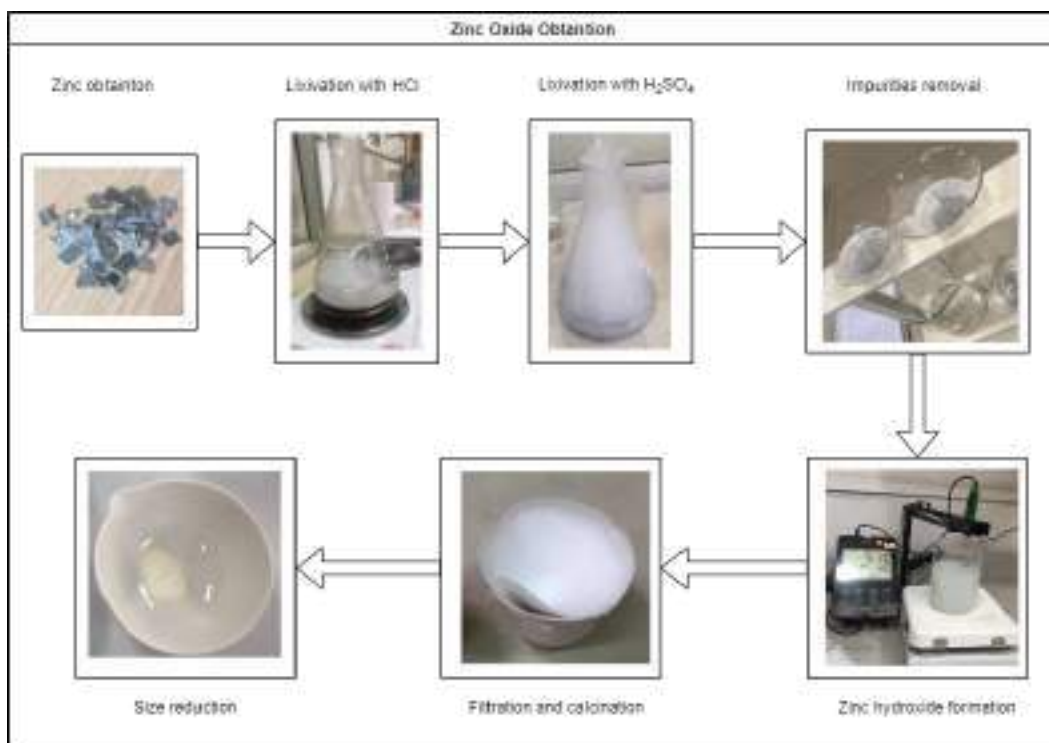 Zinc Oxide Obtaintion
Zinc obtainton
Lixivation with HCl
Lixivation with H₂SO₄
Impurities removal
Size reduction
Filtration and calcination
Zinc hydroxide formation